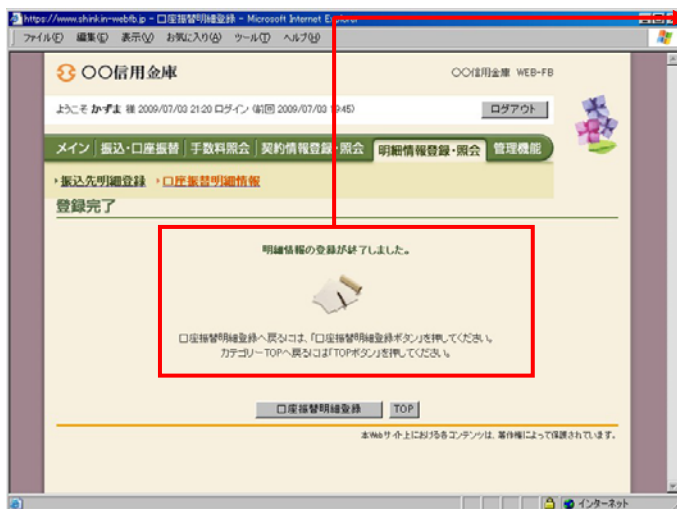 https://www.shinkin-webfb.jp - 口座振替明細登録 - Microsoft Internet Explorer
ファイル(F) 編集(E) 表示(V) お気に入り(A) ツール(T) ヘルプ(H)
〇〇信用金庫
〇〇信用金庫 WEB-FB
ようこそ かずま 様 2009/07/03 21:20 ログイン (前回 2009/07/03 19:45)
ログアウト
メイン 振込・口座振替 手数料照会 契約情報登録・照会 明細情報登録・照会 管理機能
振込先明細登録 口座振替明細情報
登録完了
明細情報の登録が終了しました。
口座振替明細登録へ戻るには、「口座振替明細登録ボタン」を押してください。
カテゴリーTOPへ戻るには「TOPボタン」を押してください。
口座振替明細登録 TOP
本Webサイト上における各コンテンツは、著作権によって保護されています。
インターネット